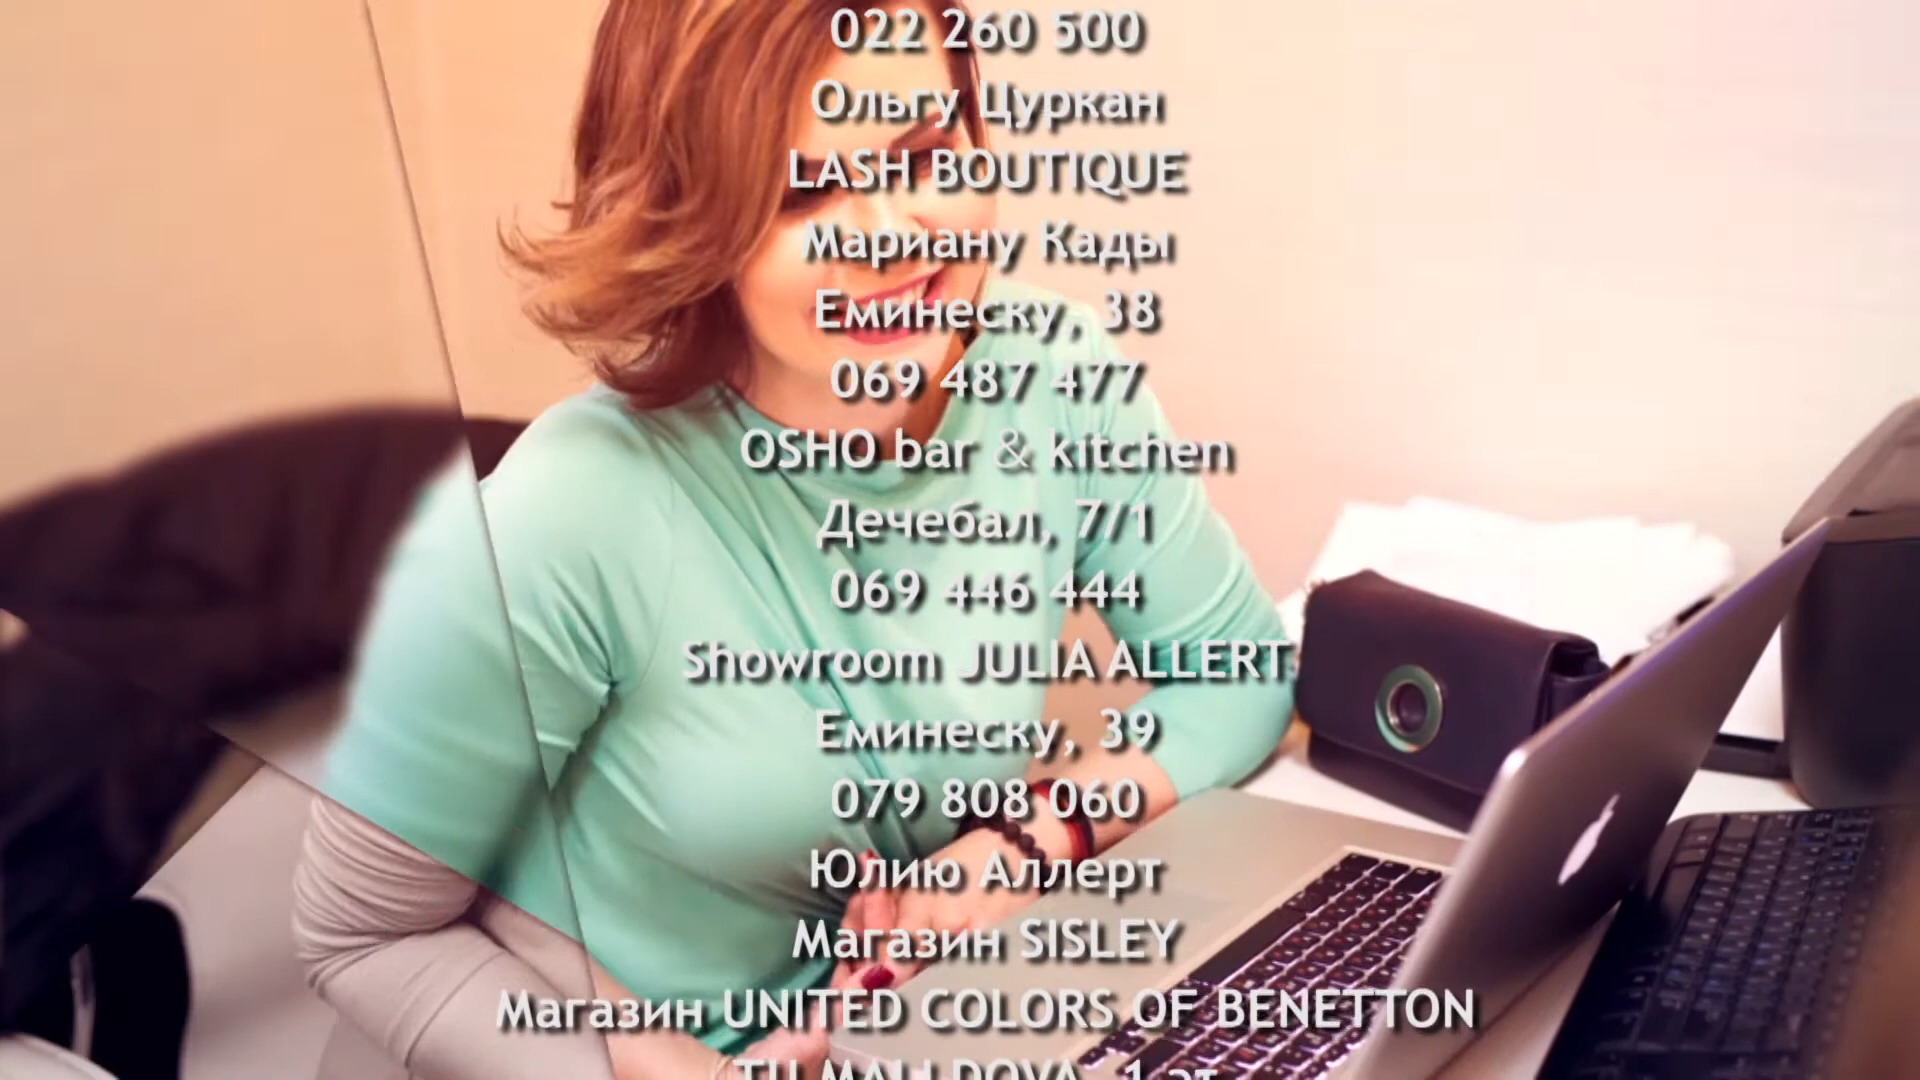 022 260 500
Ольгу Цуркан
LASH BOUTIQUE
Мариану Кады
Еминеску, 38
069 487 477
OSHO bar & kitchen
Дечебал, 7/1
069 446 444
Showroom JULIA ALLERT
Еминеску, 39
079 808 060
Юлию Аллерт
Магазин SISLEY
Магазин UNITED COLORS OF BENETTON
1 эт